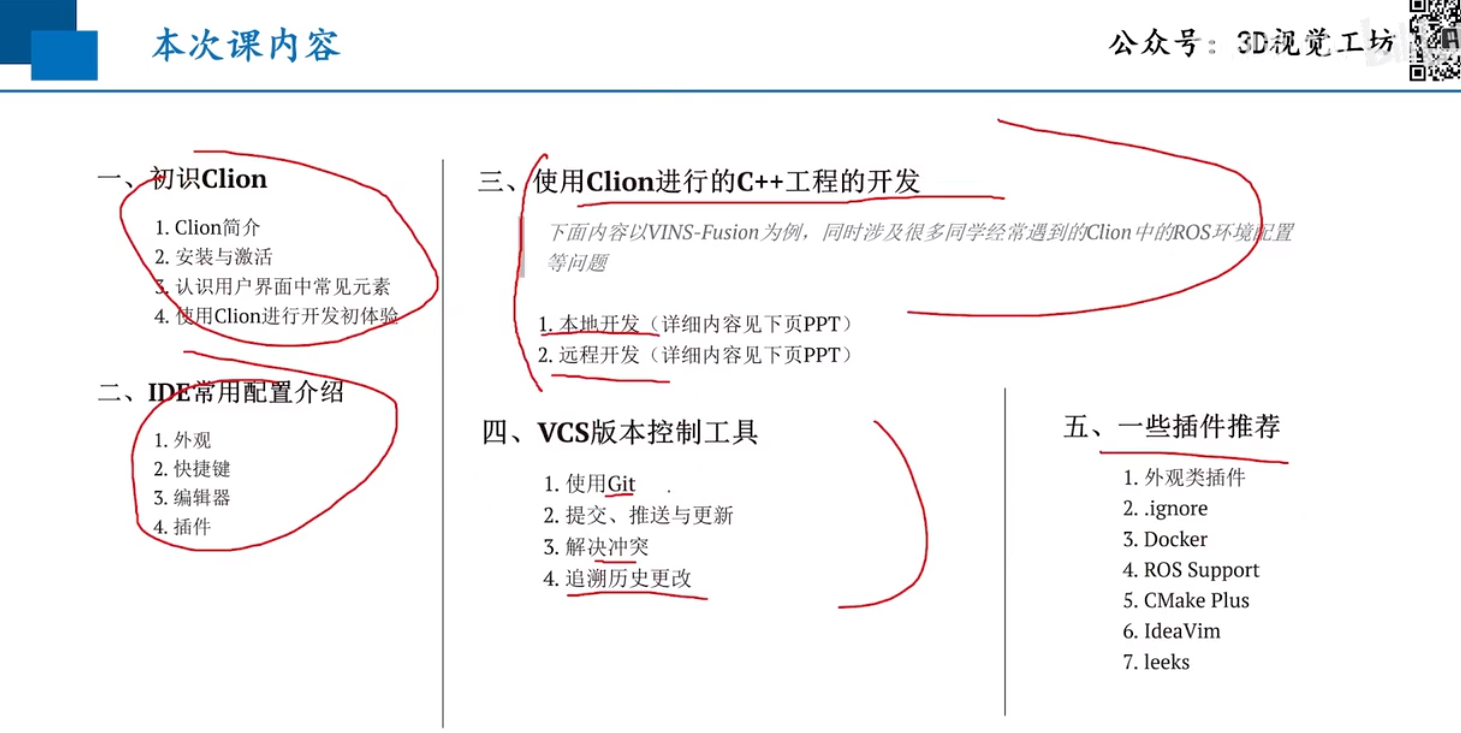 本次课内容
公众号：3D视觉工坊
一、初识Clion
1. Clion简介
2. 安装与激活
3. 认识用户界面中常见元素
4. 使用Clion进行开发初体验
二、IDE常用配置介绍
1. 外观
2. 快捷键
3. 编辑器
4. 插件
三、使用Clion进行的C++工程的开发
下面内容以VINS-Fusion为例，同时涉及很多同学经常遇到的Clion中的ROS环境配置
等问题
1. 本地开发（详细内容见下页PPT）
2. 远程开发（详细内容见下页PPT）
四、VCS版本控制工具
1. 使用Git
2. 提交、推送与更新
3. 解决冲突
4. 追溯历史更改
五、一些插件推荐
1. 外观类插件
2. .ignore
3. Docker
4. ROS Support
5. CMake Plus
6. IdeaVim
7. leeks